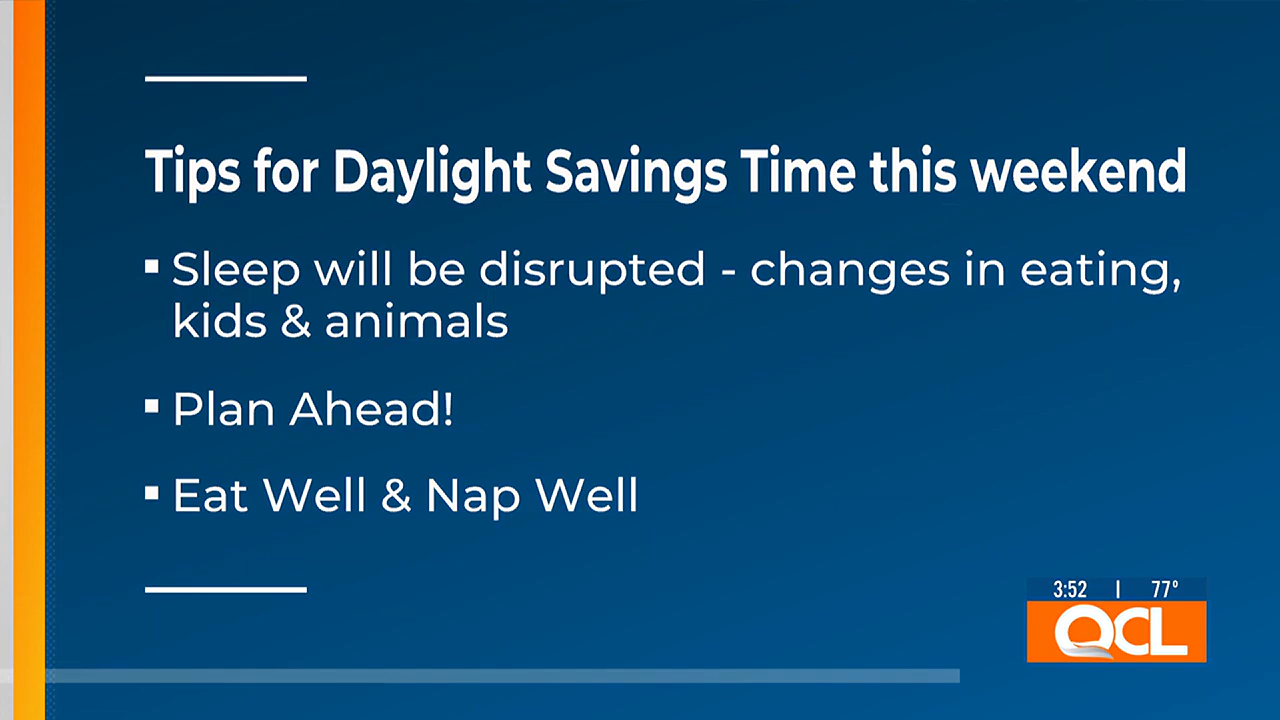 Tips for Daylight Savings Time this weekend
▪ Sleep will be disrupted - changes in eating,
kids & animals
▪ Plan Ahead!
▪ Eat Well & Nap Well
3:52 | 77°
QCL